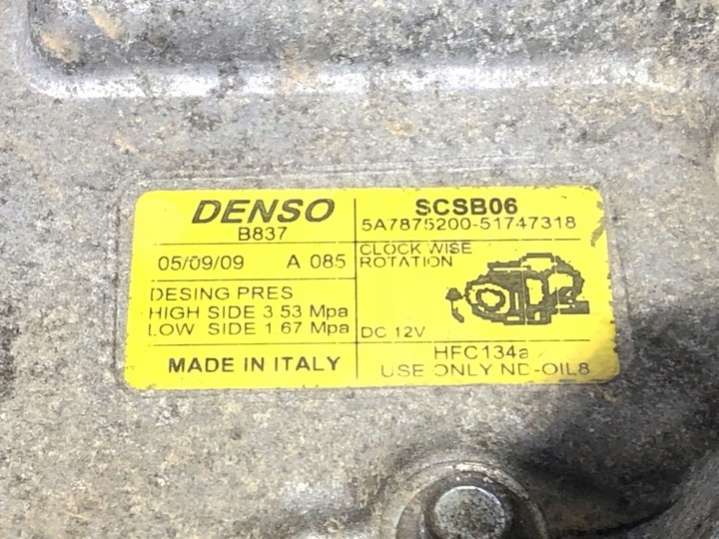 DENSO
B837
SCSB06
5A7875200-51747318
05/09/09 A 085
CLOCK WISE
ROTATION
DESING PRES
HIGH SIDE 3 53 Mpa
LOW SIDE 1 67 Mpa
DC 12V
MADE IN ITALY
HFC134a
USE ONLY ND-OIL8